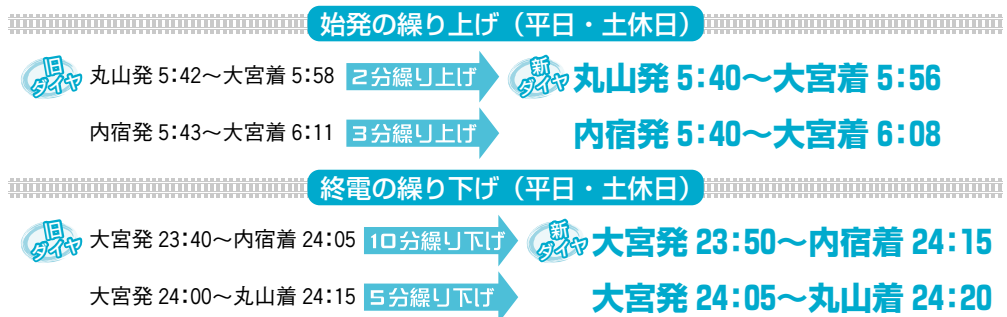 始発の繰り上げ（平日・土休日）
旧ダイヤ 丸山発 5:42～大宮着 5:58 2分繰り上げ 新ダイヤ 丸山発 5:40～大宮着 5:56
内宿発 5:43～大宮着 6:11 3分繰り上げ 内宿発 5:40～大宮着 6:08
終電の繰り下げ（平日・土休日）
旧ダイヤ 大宮発 23:40～内宿着 24:05 10分繰り下げ 新ダイヤ 大宮発 23:50～内宿着 24:15
大宮発 24:00～丸山着 24:15 5分繰り下げ 大宮発 24:05～丸山着 24:20